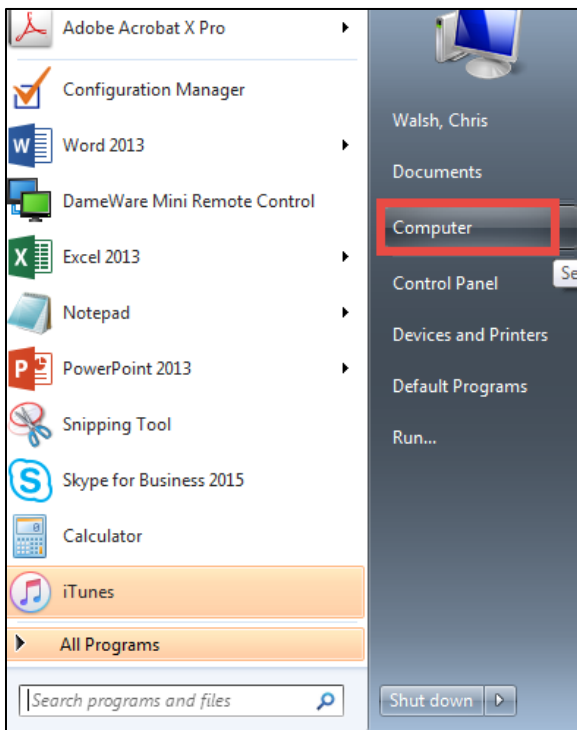 Adobe Acrobat X Pro
Configuration Manager
Word 2013
DameWare Mini Remote Control
Excel 2013
Notepad
PowerPoint 2013
Snipping Tool
Skype for Business 2015
Calculator
iTunes
All Programs
Search programs and files
Walsh, Chris
Documents
Computer
Se
Control Panel
Devices and Printers
Default Programs
Run...
Shut down